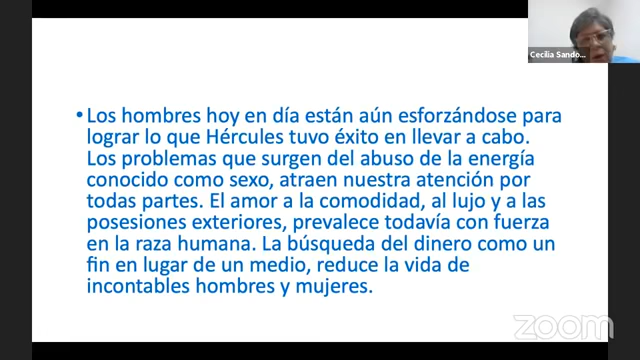 Cecilia Sando...
• Los hombres hoy en día están aún esforzándose para
lograr lo que Hércules tuvo éxito en llevar a cabo.
Los problemas que surgen del abuso de la energía
conocido como sexo, atraen nuestra atención por
todas partes. El amor a la comodidad, al lujo y a las
posesiones exteriores, prevalece todavía con fuerza
en la raza humana. La búsqueda del dinero como un
fin en lugar de un medio, reduce la vida de
incontables hombres y mujeres.
zoom